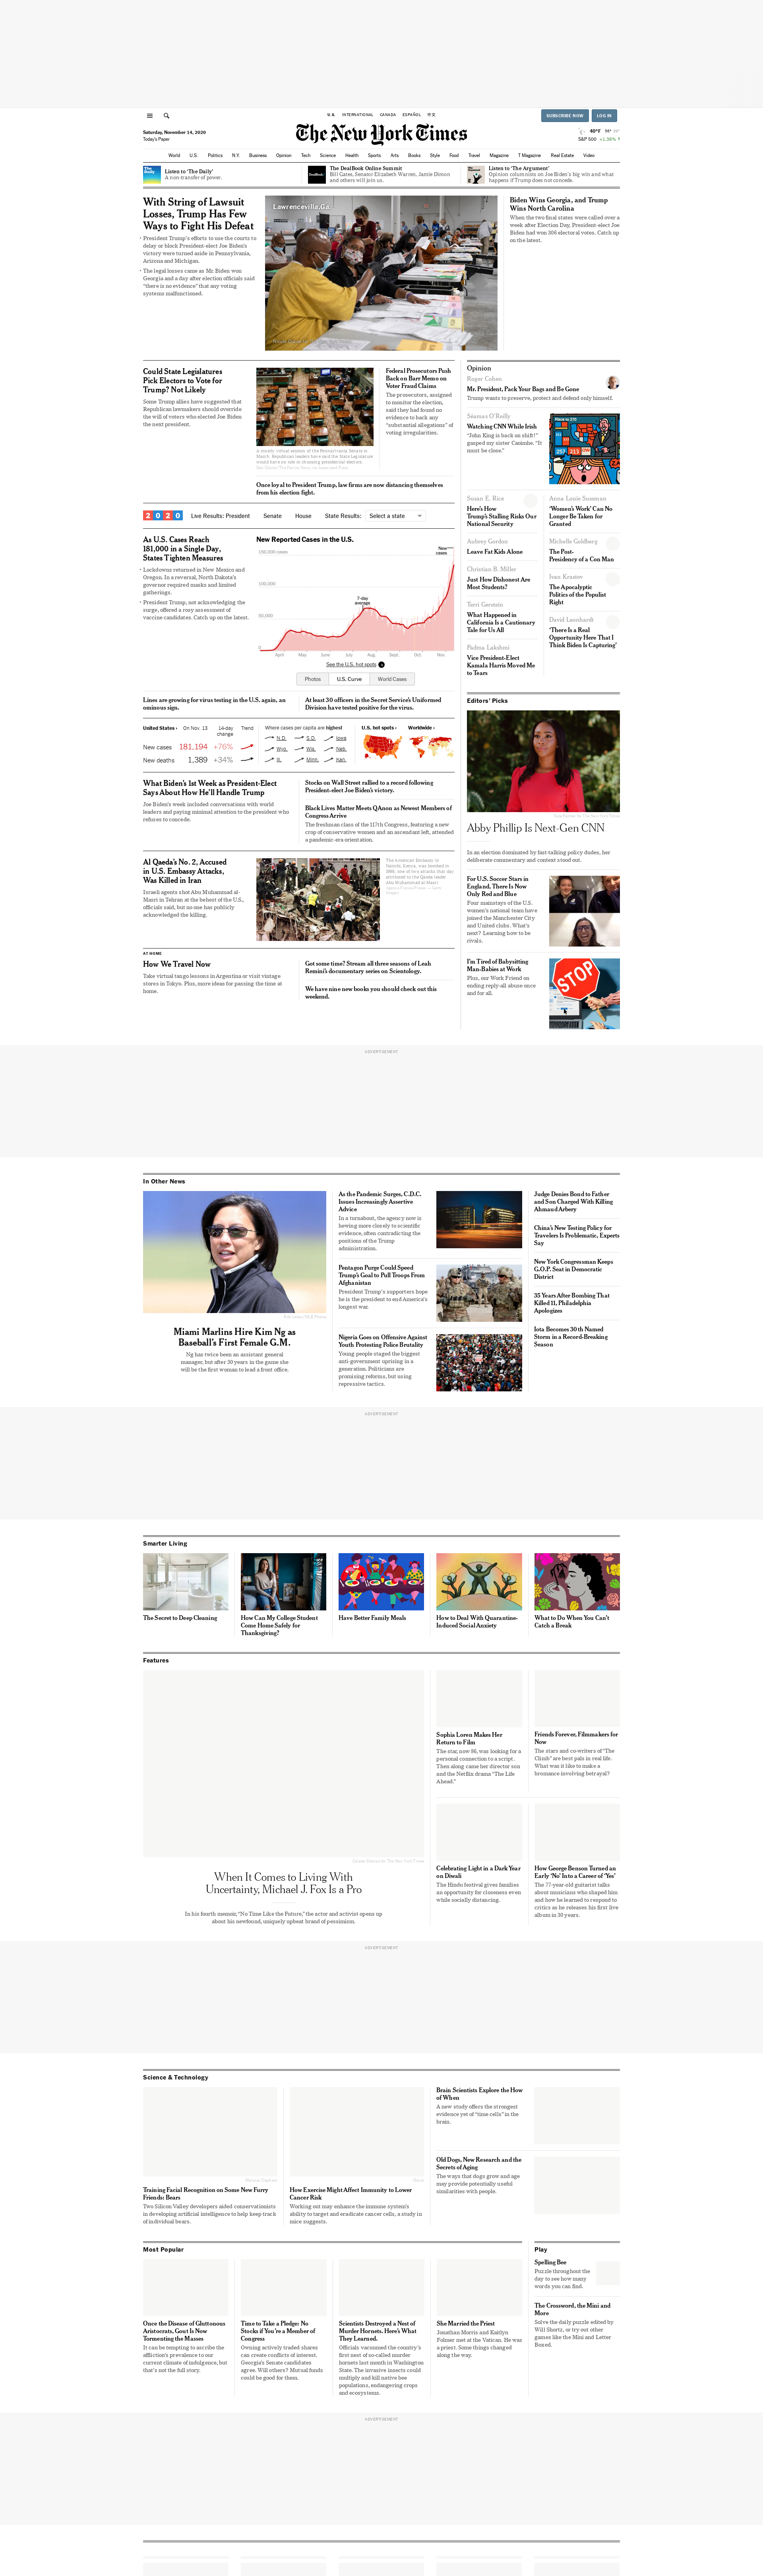 U.S. INTERNATIONAL CANADA ESPAÑOL 中文
SUBSCRIBE NOW LOG IN
Saturday, November 14, 2020
Today's Paper
The New York Times
S&P 500 +1.36%
World U.S. Politics N.Y. Business Opinion Tech Science Health Sports Arts Books Style Food Travel Magazine T Magazine Real Estate Video
Listen to 'The Daily'
A non-transfer of power.
The DealBook Online Summit
Bill Gates, Senator Elizabeth Warren, Jamie Dimon
and others will join us.
Listen to 'The Argument'
Opinion columnists on Joe Biden's big win and what
happens if Trump does not concede.
With String of Lawsuit
Losses, Trump Has Few
Ways to Fight His Defeat
President Trump's efforts to use the courts to
delay or block President-elect Joe Biden's
victory were turned aside in Pennsylvania,
Arizona and Michigan.
The legal losses came as Mr. Biden won
Georgia and a day after election officials said
"there is no evidence" that any voting
systems malfunctioned.
Lawrenceville, Ga.
Biden Wins Georgia, and Trump
Wins North Carolina
When the two final states were called over a
week after Election Day, President-elect Joe
Biden had won 306 electoral votes. Catch up
on the latest.
Could State Legislatures
Pick Electors to Vote for
Trump? Not Likely
Some Trump allies have suggested that
Republican lawmakers should override
the will of voters who elected Joe Biden
the next president.
A mostly virtual session of the Pennsylvania Senate in
March. Republican leaders have said the State Legislature
would have no role in choosing presidential electors.
Federal Prosecutors Push
Back on Barr Memo on
Voter Fraud Claims
The prosecutors, assigned
to monitor the election,
said they had found no
evidence to back any
"substantial allegations" of
voting irregularities.
Once loyal to President Trump, law firms are now distancing themselves
from his election fight.
2020 Live Results: President Senate House State Results: Select a state
As U.S. Cases Reach
181,000 in a Single Day,
States Tighten Measures
Lockdowns returned in New Mexico and
Oregon. In a reversal, North Dakota's
governor required masks and limited
gatherings.
President Trump, not acknowledging the
surge, offered a rosy assessment of
vaccine candidates. Catch up on the latest.
New Reported Cases in the U.S.
150,000 cases
100,000
50,000
0
7-day
average
New
cases
April May June July Aug. Sept. Oct. Nov.
See the U.S. hot spots
Photos U.S. Curve World Cases
Lines are growing for virus testing in the U.S. again, an
ominous sign.
At least 30 officers in the Secret Service's Uniformed
Division have tested positive for the virus.
United States › On Nov. 13 14-day
change Trend
New cases 181,194 +76%
New deaths 1,389 +34%
Where cases per capita are highest
N.D. S.D. Iowa
Wyo. Wis. Neb.
Ill. Minn. Kan.
U.S. hot spots › Worldwide ›
What Biden's 1st Week as President-Elect
Says About How He'll Handle Trump
Joe Biden's week included conversations with world
leaders and paying minimal attention to the president who
refuses to concede.
Stocks on Wall Street rallied to a record following
President-elect Joe Biden's victory.
Black Lives Matter Meets QAnon as Newest Members of
Congress Arrive
The freshman class of the 117th Congress, featuring a new
crop of conservative women and an ascendant left, attended
a pandemic-era orientation.
Al Qaeda's No. 2, Accused
in U.S. Embassy Attacks,
Was Killed in Iran
Israeli agents shot Abu Muhammad al-
Masri in Tehran at the behest of the U.S.,
officials said, but no one has publicly
acknowledged the killing.
The American Embassy in
Nairobi, Kenya, was bombed in
1998, one of two attacks that day
attributed to the Qaeda leader
Abu Muhammad al-Masri.
AT HOME
How We Travel Now
Take virtual tango lessons in Argentina or visit vintage
stores in Tokyo. Plus, more ideas for passing the time at
home.
Got some time? Stream all three seasons of Leah
Remini's documentary series on Scientology.
We have nine new books you should check out this
weekend.
Opinion
Roger Cohen
Mr. President, Pack Your Bags and Be Gone
Trump wants to preserve, protect and defend only himself.
Séamas O'Reilly
Watching CNN While Irish
"John King is back on shift!"
gasped my sister Caoimhe. "It
must be close."
Susan E. Rice
Here's How
Trump's Stalling Risks Our
National Security
Aubrey Gordon
Leave Fat Kids Alone
Christian B. Miller
Just How Dishonest Are
Most Students?
Terri Gerstein
What Happened in
California Is a Cautionary
Tale for Us All
Padma Lakshmi
Vice President-Elect
Kamala Harris Moved Me
to Tears
Anna Louie Sussman
'Women's Work' Can No
Longer Be Taken for
Granted
Michelle Goldberg
The Post-
Presidency of a Con Man
Ivan Krastev
The Apocalyptic
Politics of the Populist
Right
David Leonhardt
'There Is a Real
Opportunity Here That I
Think Biden Is Capturing'
Editors' Picks
Abby Phillip Is Next-Gen CNN
In an election dominated by fast-talking policy dudes, her
deliberate commentary and context stood out.
For U.S. Soccer Stars in
England, There Is Now
Only Red and Blue
Four mainstays of the U.S.
women's national team have
joined the Manchester City
and United clubs. What's
next? Learning how to be
rivals.
I'm Tired of Babysitting
Man-Babies at Work
Plus, our Work Friend on
ending reply-all abuse once
and for all.
STOP
ADVERTISEMENT
In Other News
Miami Marlins Hire Kim Ng as
Baseball's First Female G.M.
Ng has twice been an assistant general
manager, but after 30 years in the game she
will be the first woman to lead a front office.
As the Pandemic Surges, C.D.C.
Issues Increasingly Assertive
Advice
In a turnabout, the agency now is
hewing more closely to scientific
evidence, often contradicting the
positions of the Trump
administration.
Pentagon Purge Could Speed
Trump's Goal to Pull Troops From
Afghanistan
President Trump's supporters hope
he is the president to end America's
longest war.
Nigeria Goes on Offensive Against
Youth Protesting Police Brutality
Young people staged the biggest
anti-government uprising in a
generation. Politicians are
promising reforms, but using
repressive tactics.
Judge Denies Bond to Father
and Son Charged With Killing
Ahmaud Arbery
China's New Testing Policy for
Travelers Is Problematic, Experts
Say
New York Congressman Keeps
G.O.P. Seat in Democratic
District
35 Years After Bombing That
Killed 11, Philadelphia
Apologizes
Iota Becomes 30th Named
Storm in a Record-Breaking
Season
ADVERTISEMENT
Smarter Living
The Secret to Deep Cleaning
How Can My College Student
Come Home Safely for
Thanksgiving?
Have Better Family Meals
How to Deal With Quarantine-
Induced Social Anxiety
What to Do When You Can't
Catch a Break
Features
When It Comes to Living With
Uncertainty, Michael J. Fox Is a Pro
In his fourth memoir, "No Time Like the Future," the actor and activist opens up
about his newfound, uniquely upbeat brand of pessimism.
Sophia Loren Makes Her
Return to Film
The star, now 86, was looking for a
personal connection to a script.
Then along came her director son
and the Netflix drama "The Life
Ahead."
Friends Forever, Filmmakers for
Now
The stars and co-writers of "The
Climb" are best pals in real life.
What was it like to make a
bromance involving betrayal?
Celebrating Light in a Dark Year
on Diwali
The Hindu festival gives families
an opportunity for closeness even
while socially distancing.
How George Benson Turned an
Early 'No' Into a Career of 'Yes'
The 77-year-old guitarist talks
about musicians who shaped him
and how he learned to respond to
critics as he releases his first live
album in 30 years.
ADVERTISEMENT
Science & Technology
Training Facial Recognition on Some New Furry
Friends: Bears
Two Silicon Valley developers aided conservationists
in developing artificial intelligence to help keep track
of individual bears.
How Exercise Might Affect Immunity to Lower
Cancer Risk
Working out may enhance the immune system's
ability to target and eradicate cancer cells, a study in
mice suggests.
Brain Scientists Explore the How
of When
A new study offers the strongest
evidence yet of "time cells" in the
brain.
Old Dogs, New Research and the
Secrets of Aging
The ways that dogs grow and age
may provide potentially useful
similarities with people.
Most Popular
Once the Disease of Gluttonous
Aristocrats, Gout Is Now
Tormenting the Masses
It can be tempting to ascribe the
affliction's prevalence to our
current climate of indulgence, but
that's not the full story.
Time to Take a Pledge: No
Stocks if You're a Member of
Congress
Owning actively traded shares
can create conflicts of interest.
Georgia's Senate candidates
agree. Will others? Mutual funds
could be good for them.
Scientists Destroyed a Nest of
Murder Hornets. Here's What
They Learned.
Officials vacuumed the country's
first nest of so-called murder
hornets last month in Washington
State. The invasive insects could
multiply and kill native bee
populations, endangering crops
and ecosystems.
She Married the Priest
Jonathan Morris and Kaitlyn
Folmer met at the Vatican. He was
a priest. Some things changed
along the way.
Play
Spelling Bee
Puzzle throughout the
day to see how many
words you can find.
The Crossword, the Mini and
More
Solve the daily puzzle edited by
Will Shortz, or try out other
games like the Mini and Letter
Boxed.
ADVERTISEMENT